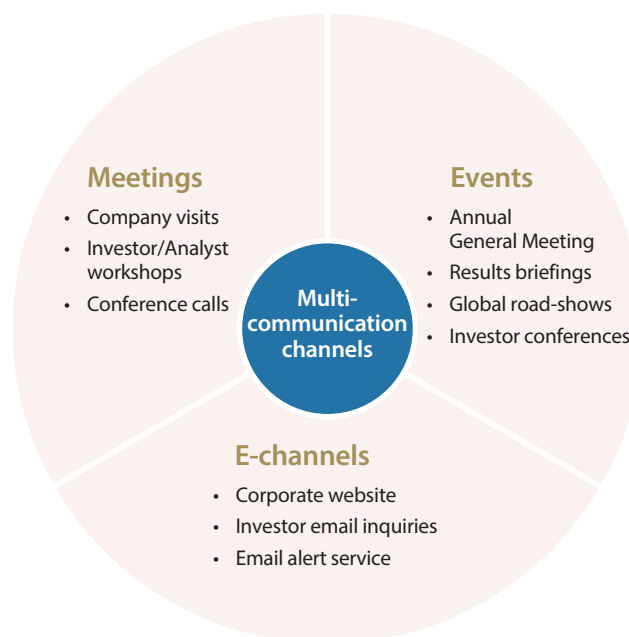 Meetings
• Company visits
• Investor/Analyst
workshops
• Conference calls
Events
• Annual
General Meeting
• Results briefings
• Global road-shows
• Investor conferences
Multi-
communication
channels
E-channels
• Corporate website
• Investor email inquiries
• Email alert service